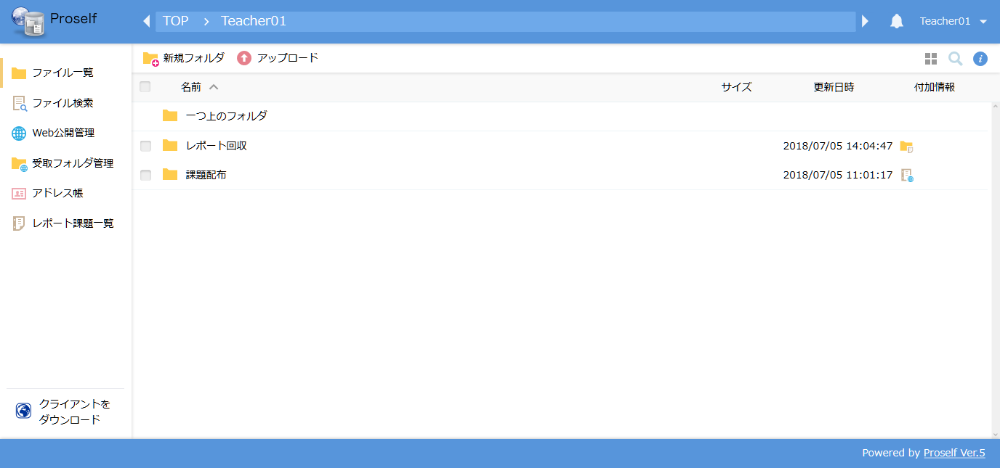 Proself
TOP > Teacher01
Teacher01
新規フォルダ アップロード
ファイル一覧
ファイル検索
Web公開管理
受取フォルダ管理
アドレス帳
レポート課題一覧
クライアントを
ダウンロード
名前 サイズ 更新日時 付加情報
一つ上のフォルダ
レポート回収 2018/07/05 14:04:47
課題配布 2018/07/05 11:01:17
Powered by Proself Ver.5